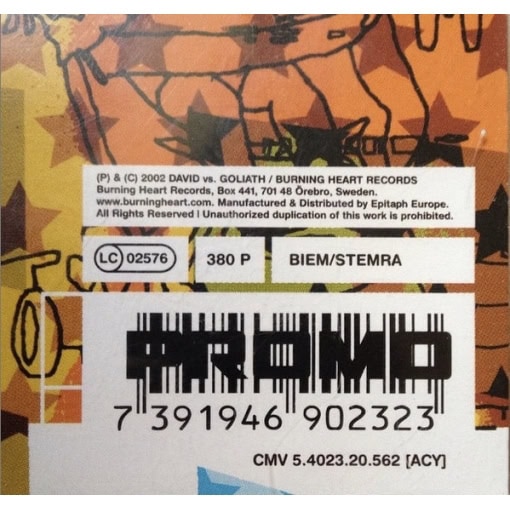 (P) & (C) 2002 DAVID vs. GOLIATH / BURNING HEART RECORDS
Burning Heart Records, Box 441, 701 48 Örebro, Sweden.
www.burningheart.com. Manufactured & Distributed by Epitaph Europe.
All Rights Reserved I Unauthorized duplication of this work is prohibited.
LC 02576
380 P
BIEM/STEMRA
PROMO
7 391946 902323
CMV 5.4023.20.562 [ACY]